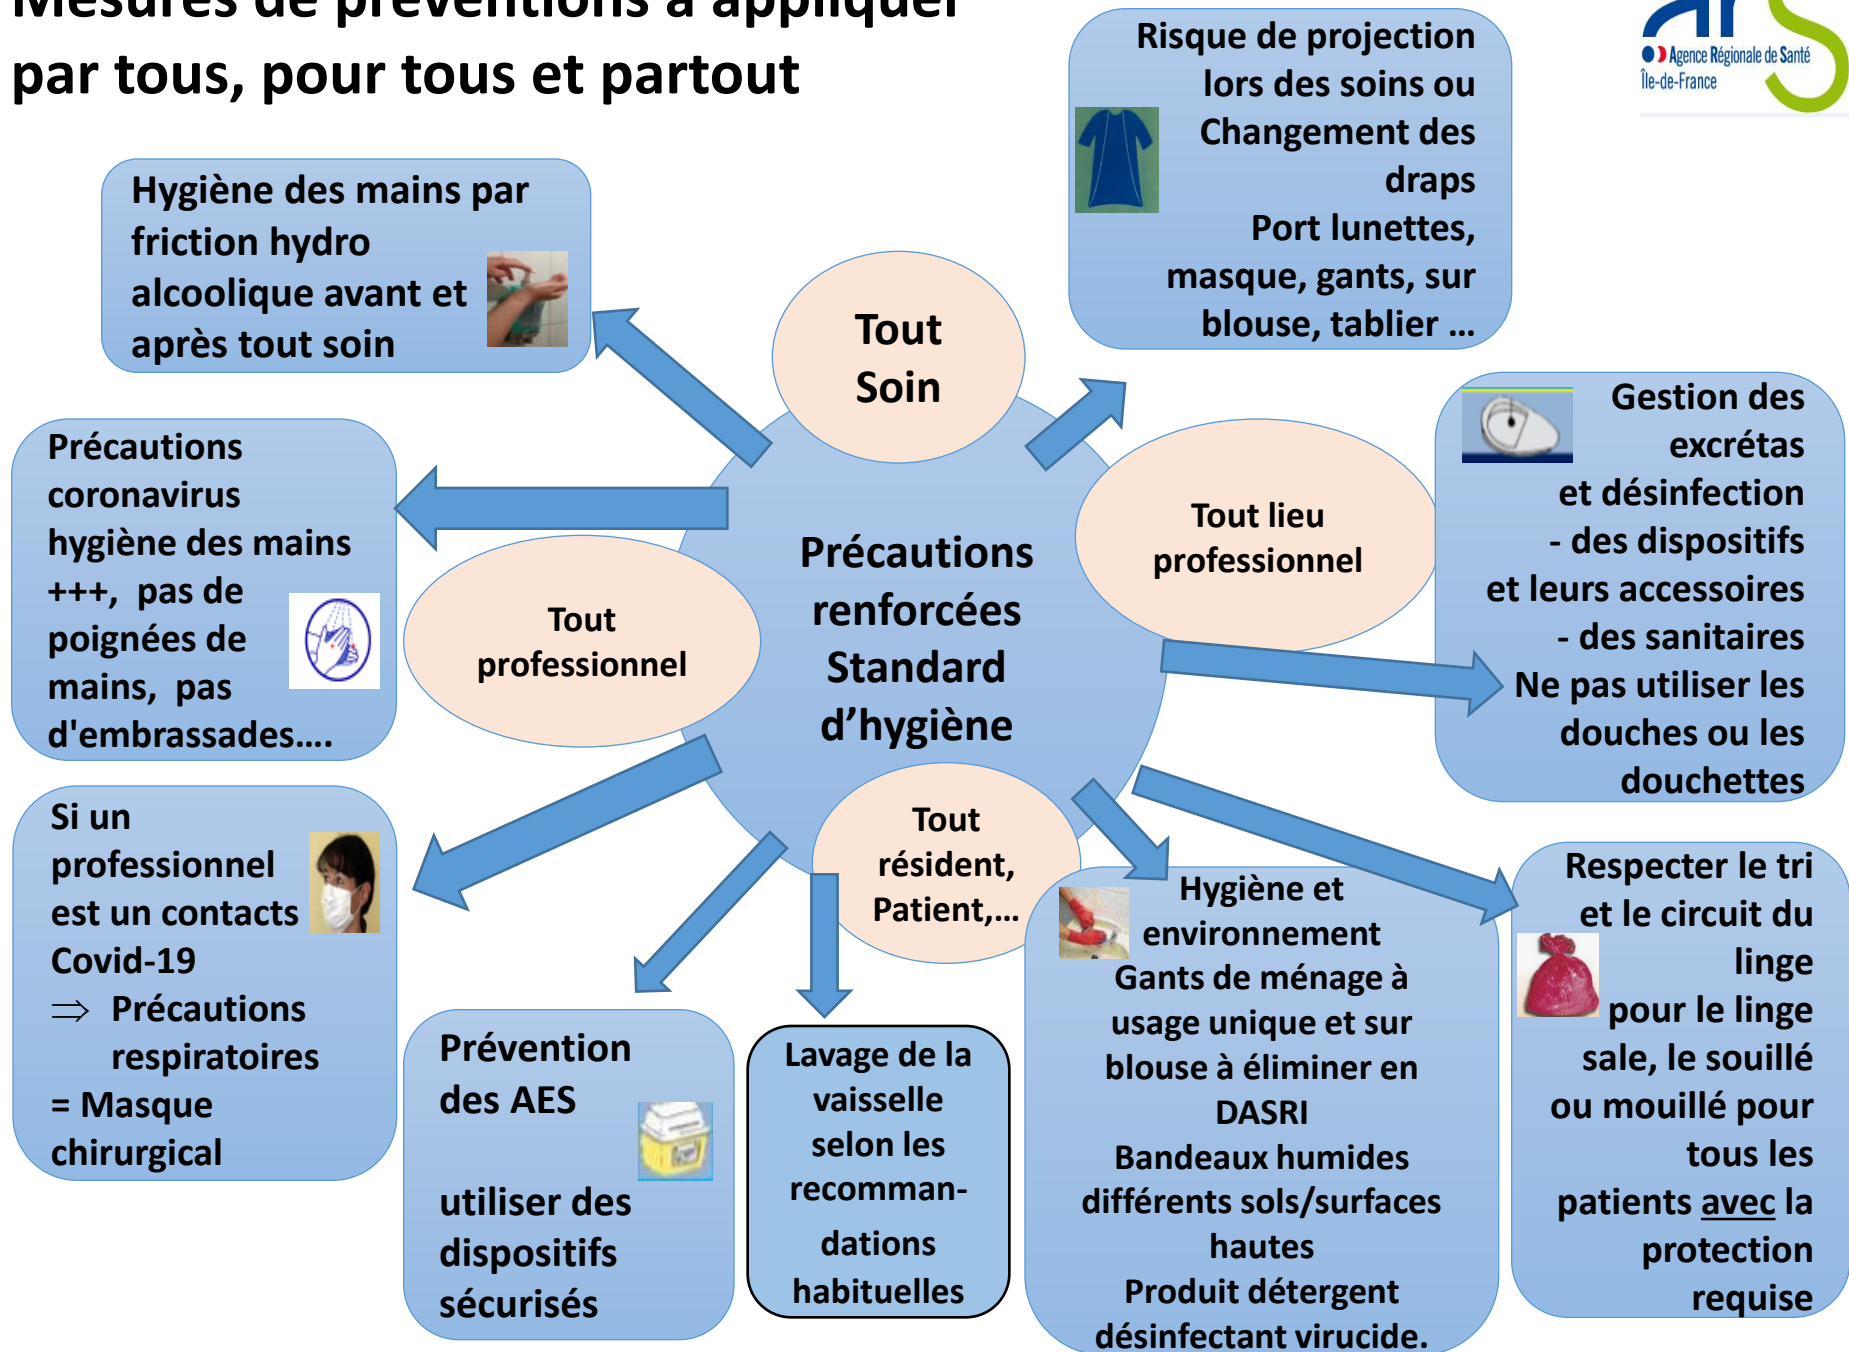 Mesures de préventions à appliquer
par tous, pour tous et partout
Agence Régionale de Santé
Île-de-France
Risque de projection
lors des soins ou
Changement des
draps
Port lunettes,
masque, gants, sur
blouse, tablier ...
Hygiène des mains par
friction hydro
alcoolique avant et
après tout soin
Tout
Soin
Précautions
coronavirus
hygiène des mains
+++, pas de
poignées de
mains, pas
d'embrassades....
Tout
professionnel
Précautions
renforcées
Standard
d'hygiène
Tout lieu
professionnel
Gestion des
excrétas
et désinfection
- des dispositifs
et leurs accessoires
- des sanitaires
Ne pas utiliser les
douches ou les
douchettes
Si un
professionnel
est un contacts
Covid-19
⇒ Précautions
respiratoires
= Masque
chirurgical
Tout
résident,
Patient,...
Prévention
des AES
utiliser des
dispositifs
sécurisés
Lavage de la
vaisselle
selon les
recomman-
dations
habituelles
Hygiène et
environnement
Gants de ménage à
usage unique et sur
blouse à éliminer en
DASRI
Bandeaux humides
différents sols/surfaces
hautes
Produit détergent
désinfectant virucide.
Respecter le tri
et le circuit du
linge
pour le linge
sale, le souillé
ou mouillé pour
tous les
patients avec la
protection
requise